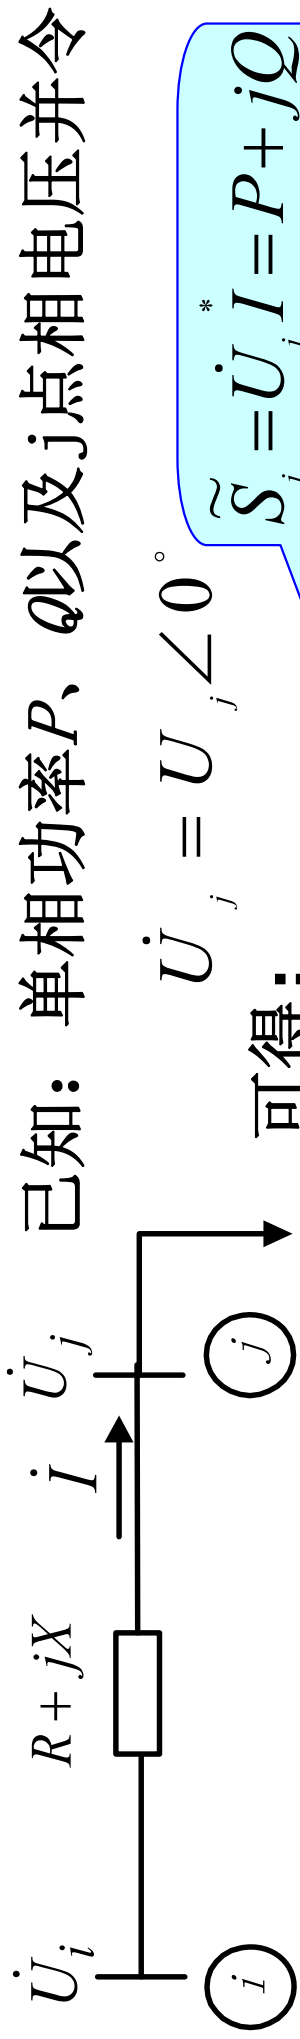 U̇ᵢ R + jX İ U̇ⱼ
i j
已知：单相功率P、Q以及j点相电压并令
U̇ⱼ = Uⱼ∠0°
可得：
S̃ⱼ = U̇ⱼ I* = P + jQ